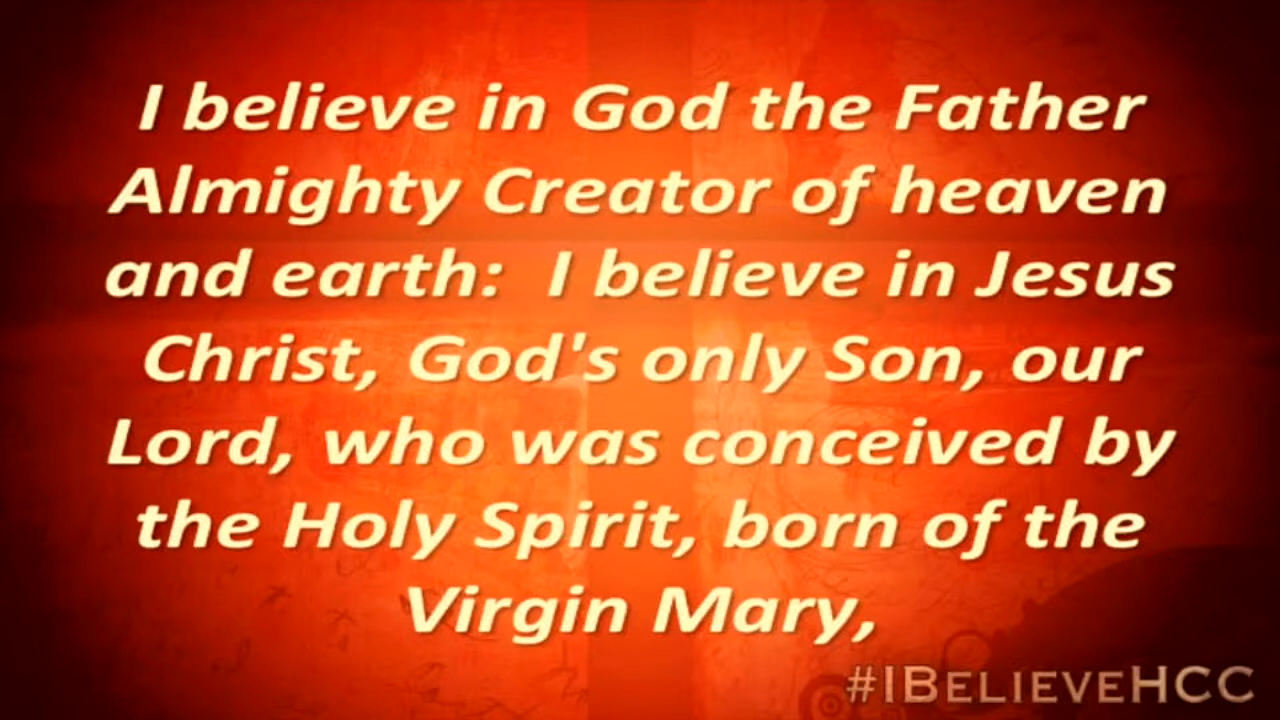 I believe in God the Father
Almighty Creator of heaven
and earth:  I believe in Jesus
Christ, God's only Son, our
Lord, who was conceived by
the Holy Spirit, born of the
Virgin Mary,
#IBelieveHCC